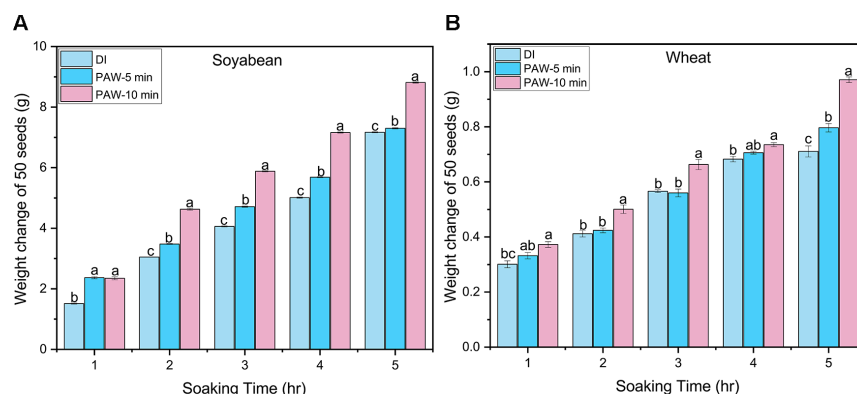 A
Soyabean
DI
PAW-5 min
PAW-10 min
Weight change of 50 seeds (g)
10
8
6
4
2
0
b a a
c b a
c b a
c b a
c b a
1 2 3 4 5
Soaking Time (hr)
B
Wheat
DI
PAW-5 min
PAW-10 min
Weight change of 50 seeds (g)
1.0
0.8
0.6
0.4
0.2
0.0
bc ab a
b b a
b b a
b ab a
c b a
1 2 3 4 5
Soaking Time (hr)